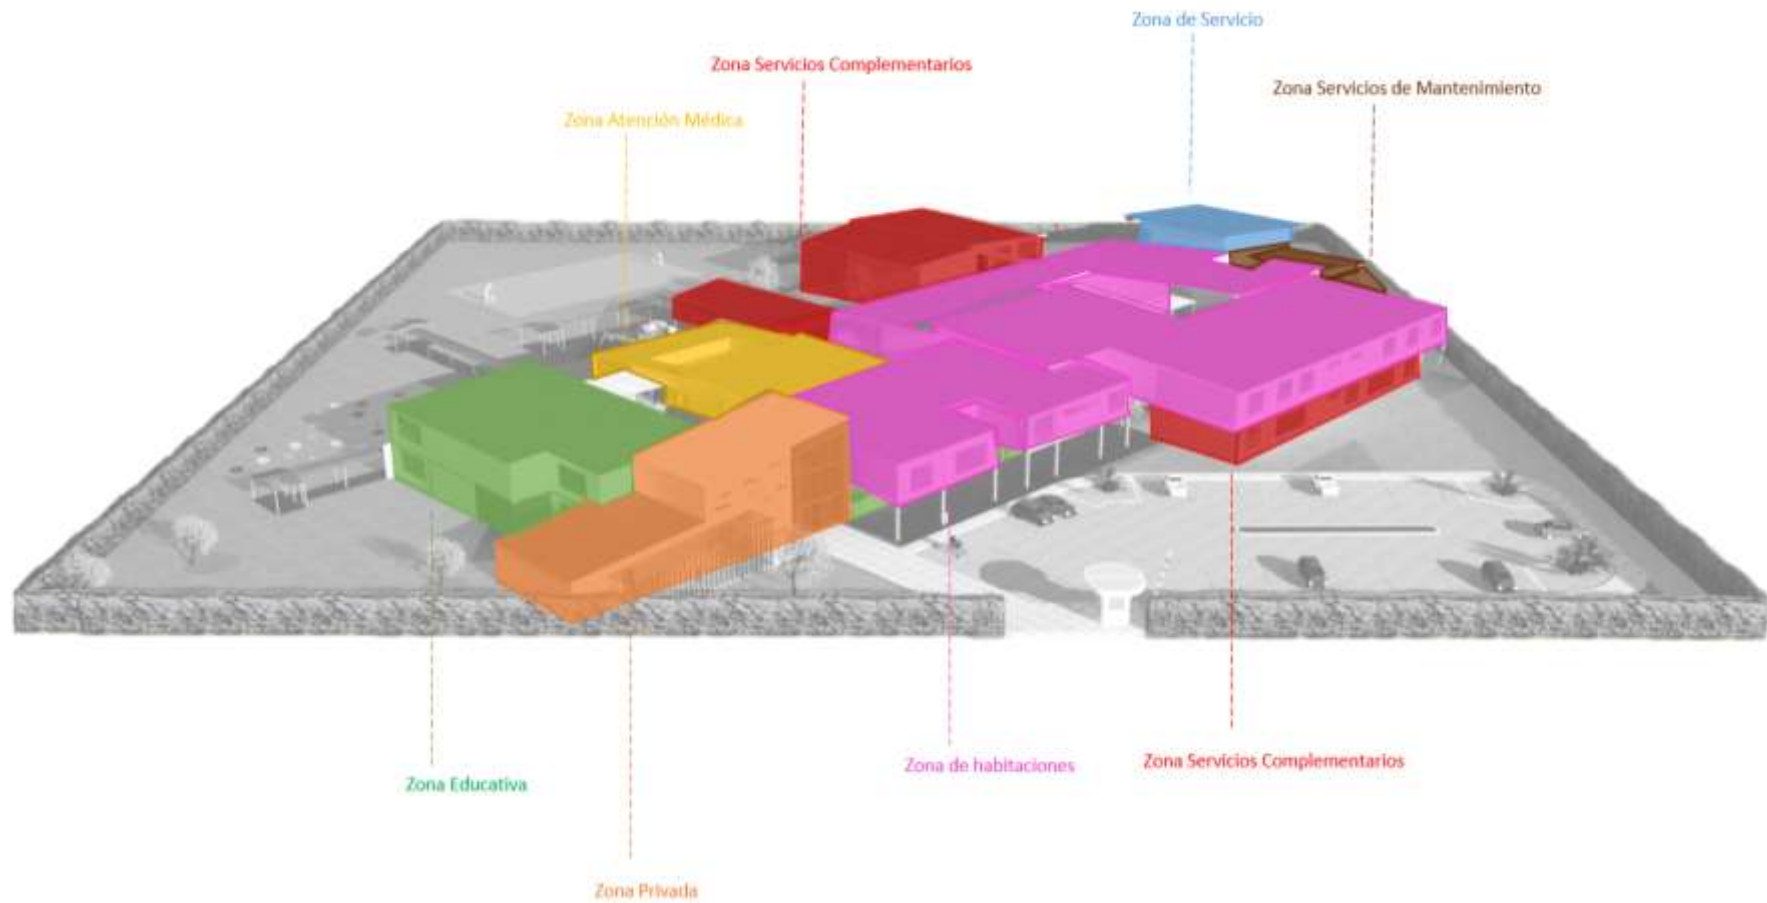 Zona de Servicio
Zona Servicios Complementarios
Zona Servicios de Mantenimiento
Zona Atención Médica
Zona de habitaciones
Zona Servicios Complementarios
Zona Educativa
Zona Privada